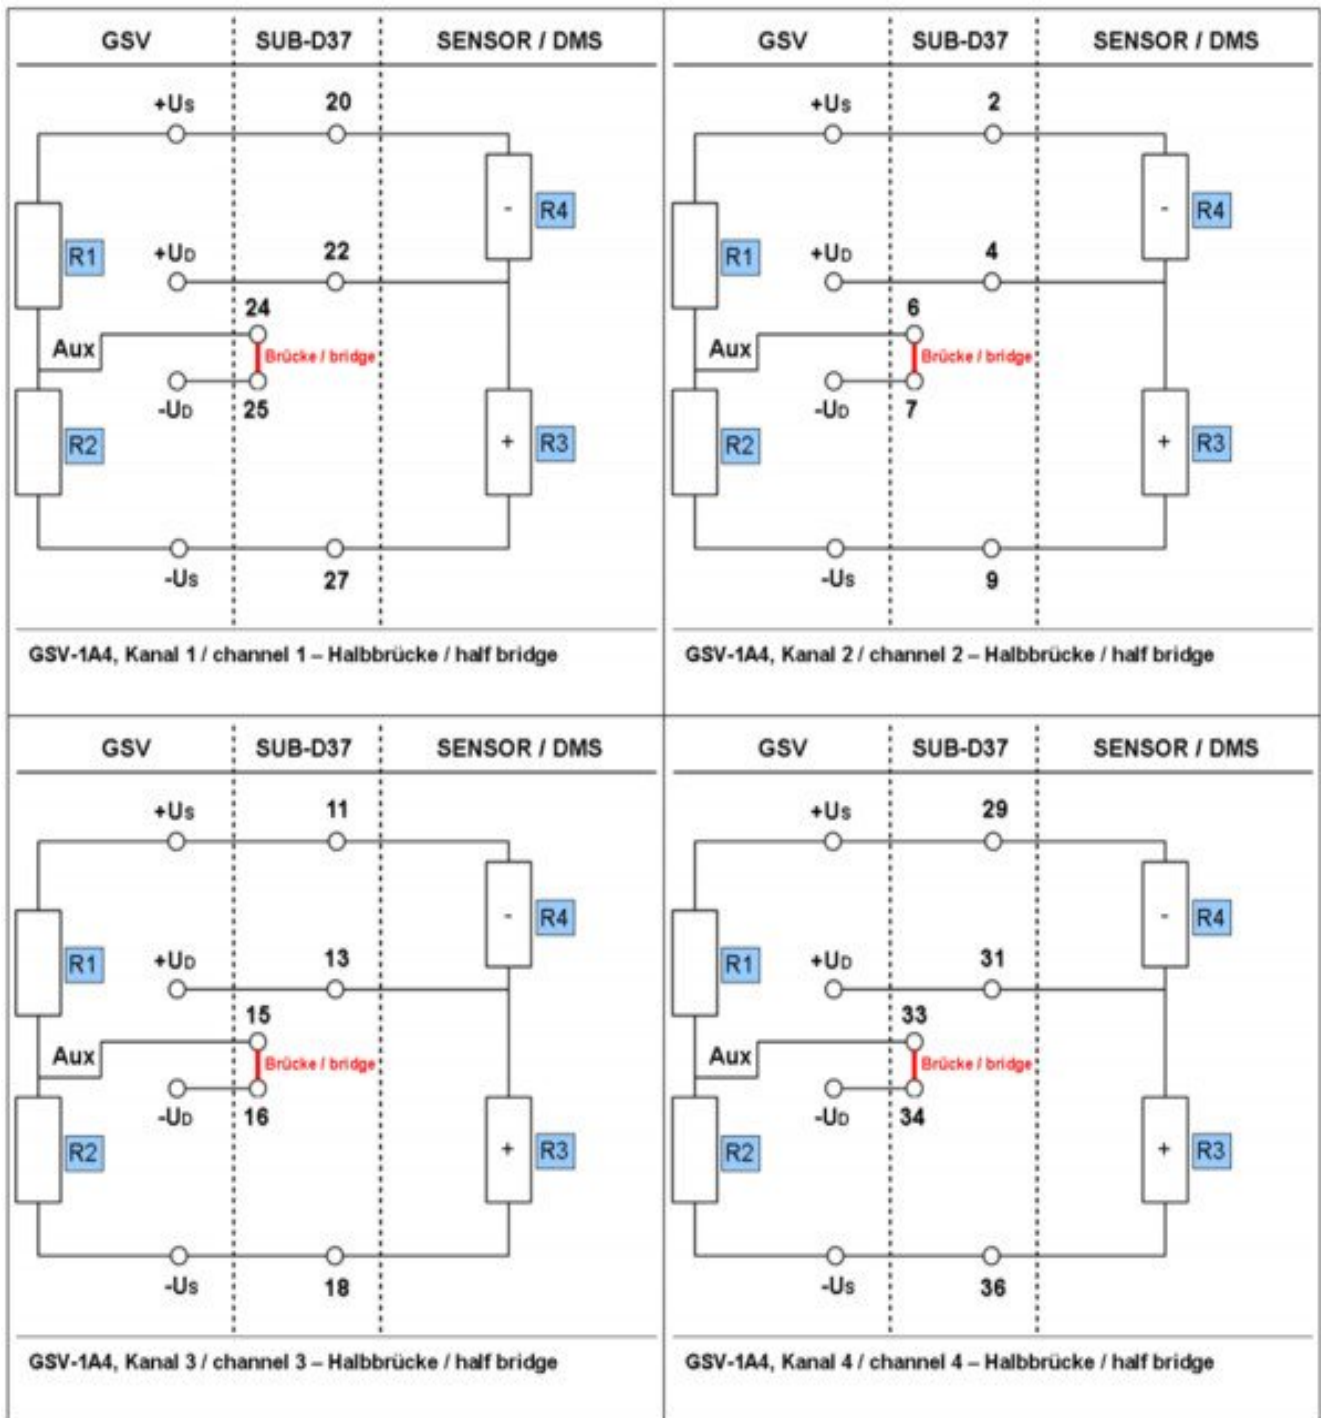 GSV SUB-D37 SENSOR / DMS
+Us 20
R4
-
+UD 22
R1
24
Aux
Brücke / bridge
-UD 25
R2
+
R3
-Us 27
GSV-1A4, Kanal 1 / channel 1 – Halbbrücke / half bridge
GSV SUB-D37 SENSOR / DMS
+Us 2
R4
-
+UD 4
R1
6
Aux
Brücke / bridge
-UD 7
R2
+
R3
-Us 9
GSV-1A4, Kanal 2 / channel 2 – Halbbrücke / half bridge
GSV SUB-D37 SENSOR / DMS
+Us 11
R4
-
+UD 13
R1
15
Aux
Brücke / bridge
-UD 16
R2
+
R3
-Us 18
GSV-1A4, Kanal 3 / channel 3 – Halbbrücke / half bridge
GSV SUB-D37 SENSOR / DMS
+Us 29
R4
-
+UD 31
R1
33
Aux
Brücke / bridge
-UD 34
R2
+
R3
-Us 36
GSV-1A4, Kanal 4 / channel 4 – Halbbrücke / half bridge